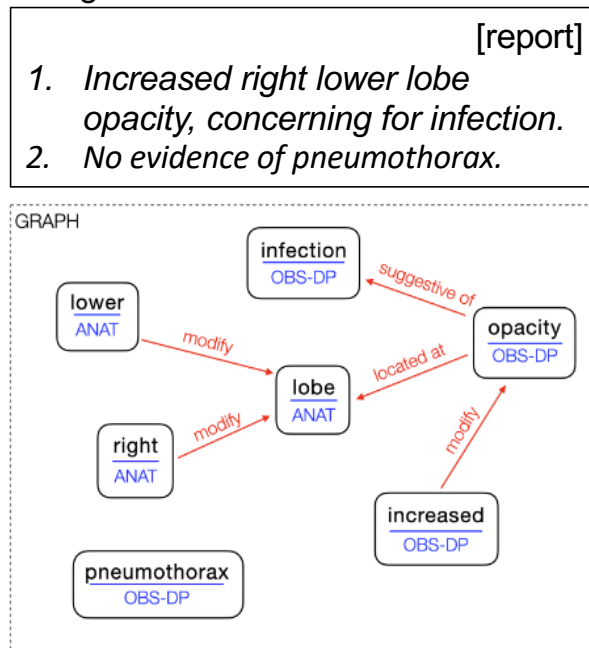 [report]
1. Increased right lower lobe
opacity, concerning for infection.
2. No evidence of pneumothorax.
GRAPH
infection
OBS-DP
suggestive of
lower
ANAT
opacity
OBS-DP
modify
located at
lobe
ANAT
right
ANAT
modify
modify
increased
OBS-DP
pneumothorax
OBS-DP